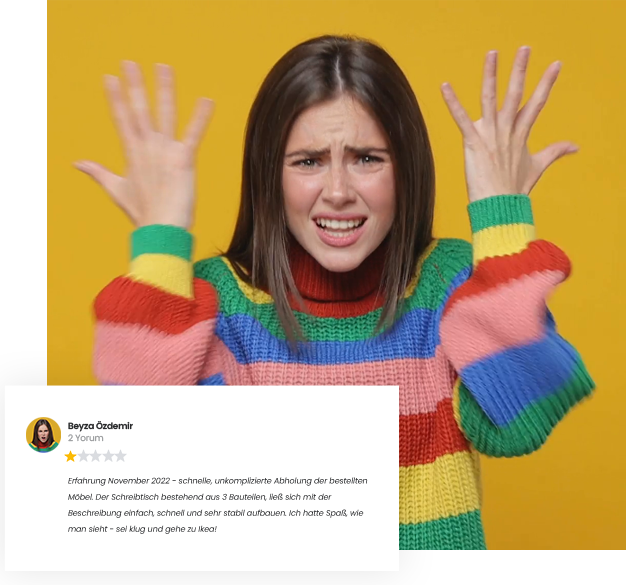 Beyza Özdemir
2 Yorum
Erfahrung November 2022 - schnelle, unkomplizierte Abholung der bestellten
Möbel. Der Schreibtisch bestehend aus 3 Bauteilen, ließ sich mit der
Beschreibung einfach, schnell und sehr stabil aufbauen. Ich hatte Spaß, wie
man sieht - sei klug und gehe zu Ikea!